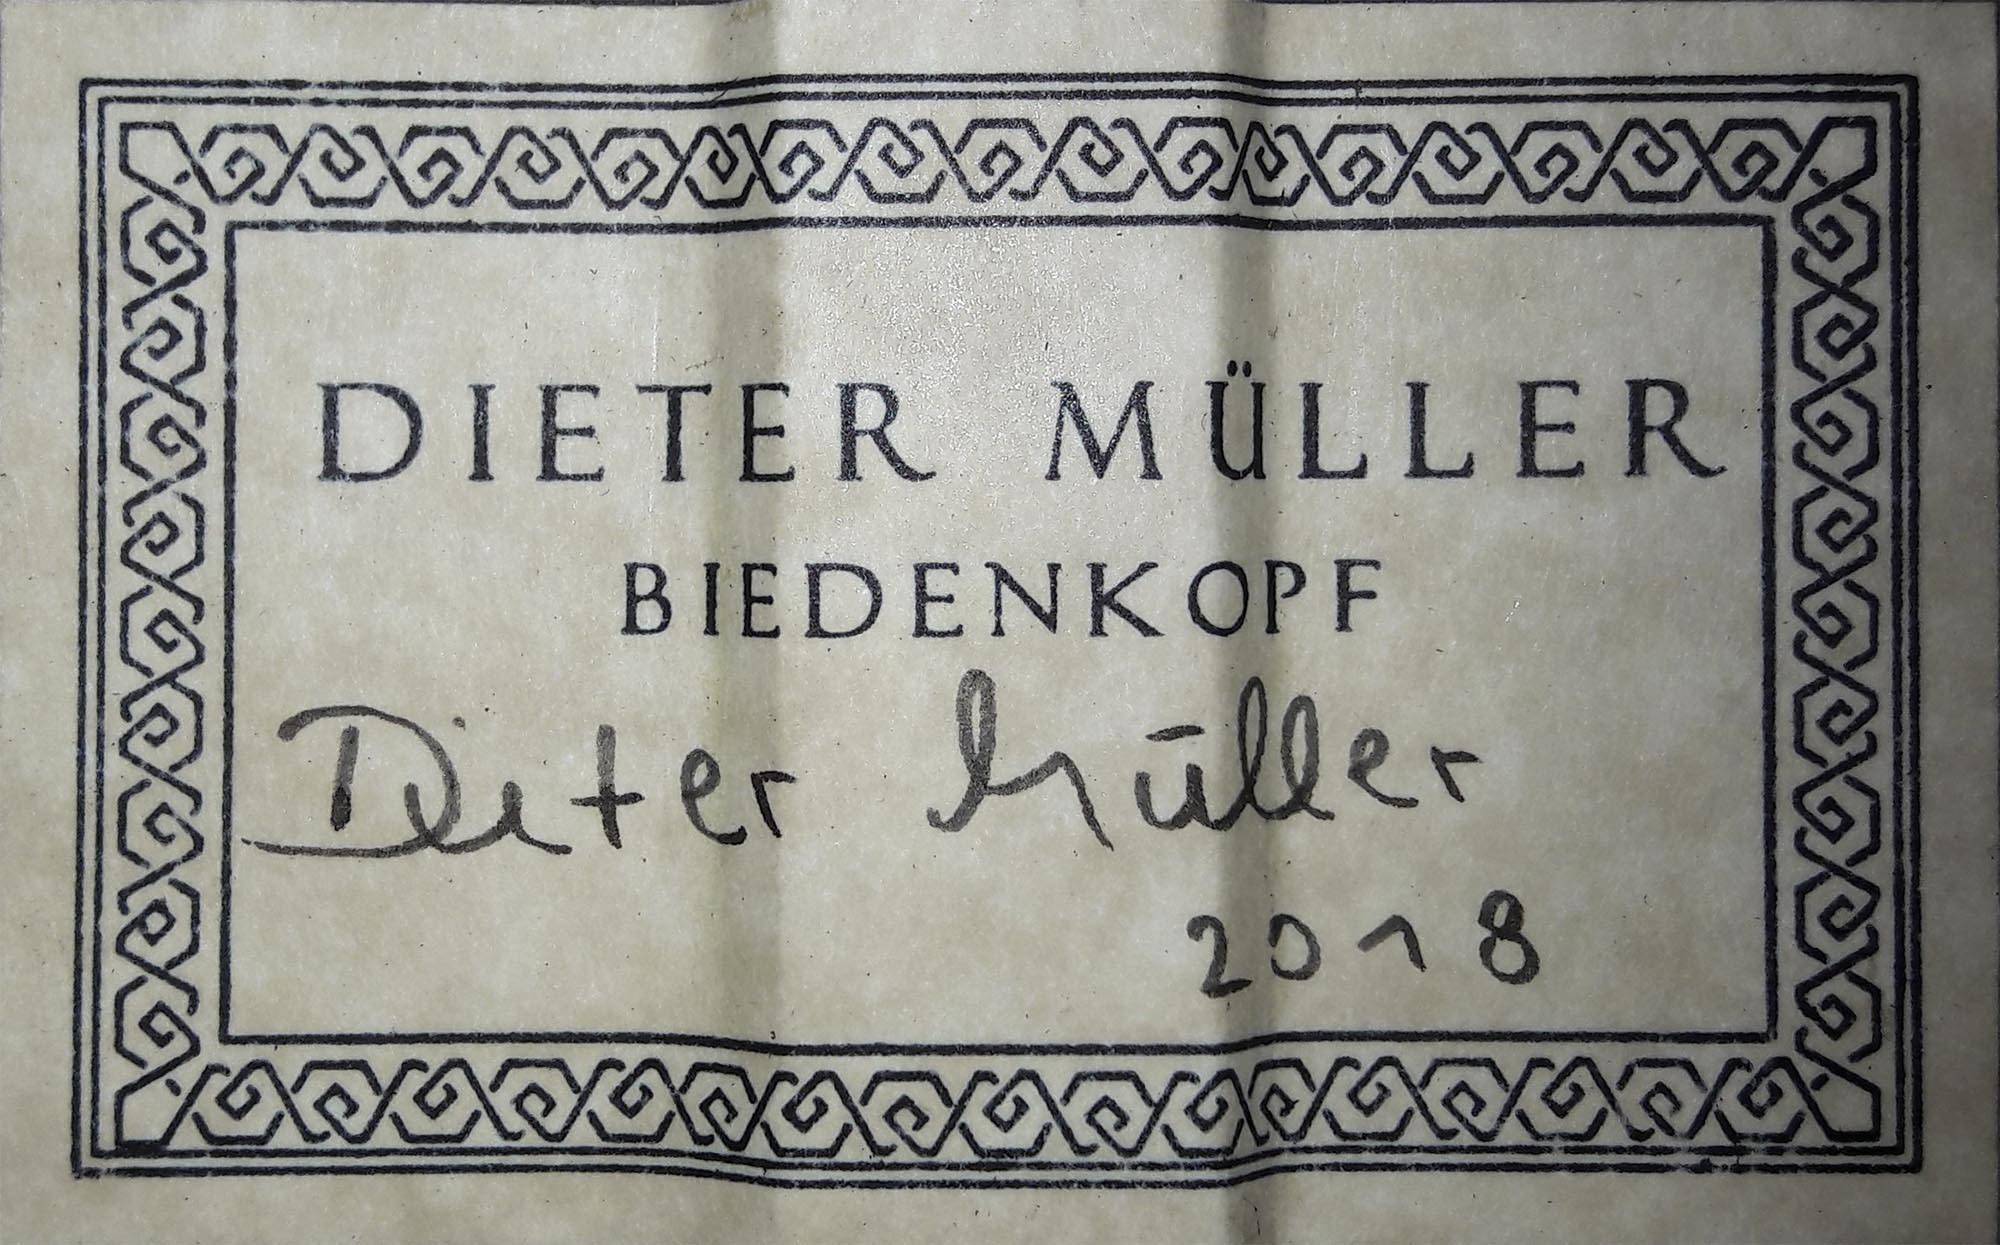 DIETER MÜLLER
BIEDENKOPF
Dieter Müller
2018